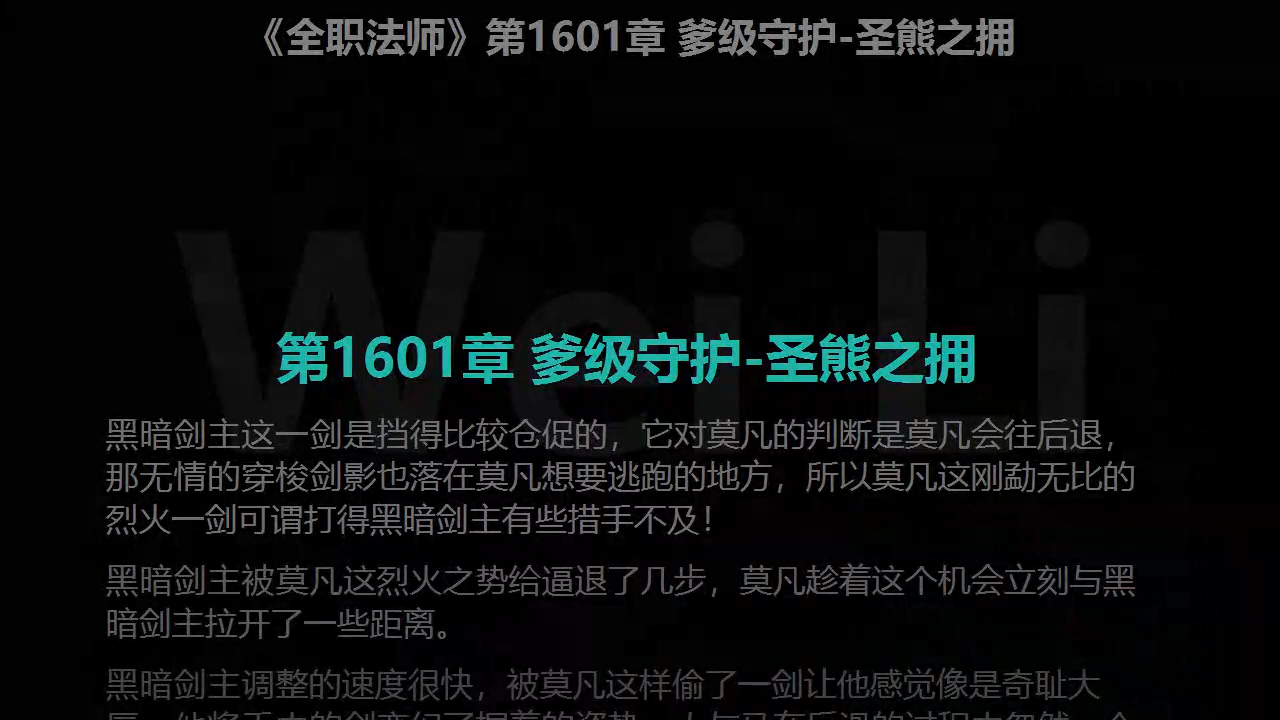 《全职法师》第1601章 爹级守护-圣熊之拥
Wei Li
第1601章 爹级守护-圣熊之拥
黑暗剑主这一剑是挡得比较仓促的，它对莫凡的判断是莫凡会往后退，
那无情的穿梭剑影也落在莫凡想要逃跑的地方，所以莫凡这刚勐无比的
烈火一剑可谓打得黑暗剑主有些措手不及！
黑暗剑主被莫凡这烈火之势给逼退了几步，莫凡趁着这个机会立刻与黑
暗剑主拉开了一些距离。
黑暗剑主调整的速度很快，被莫凡这样偷了一剑让他感觉像是奇耻大